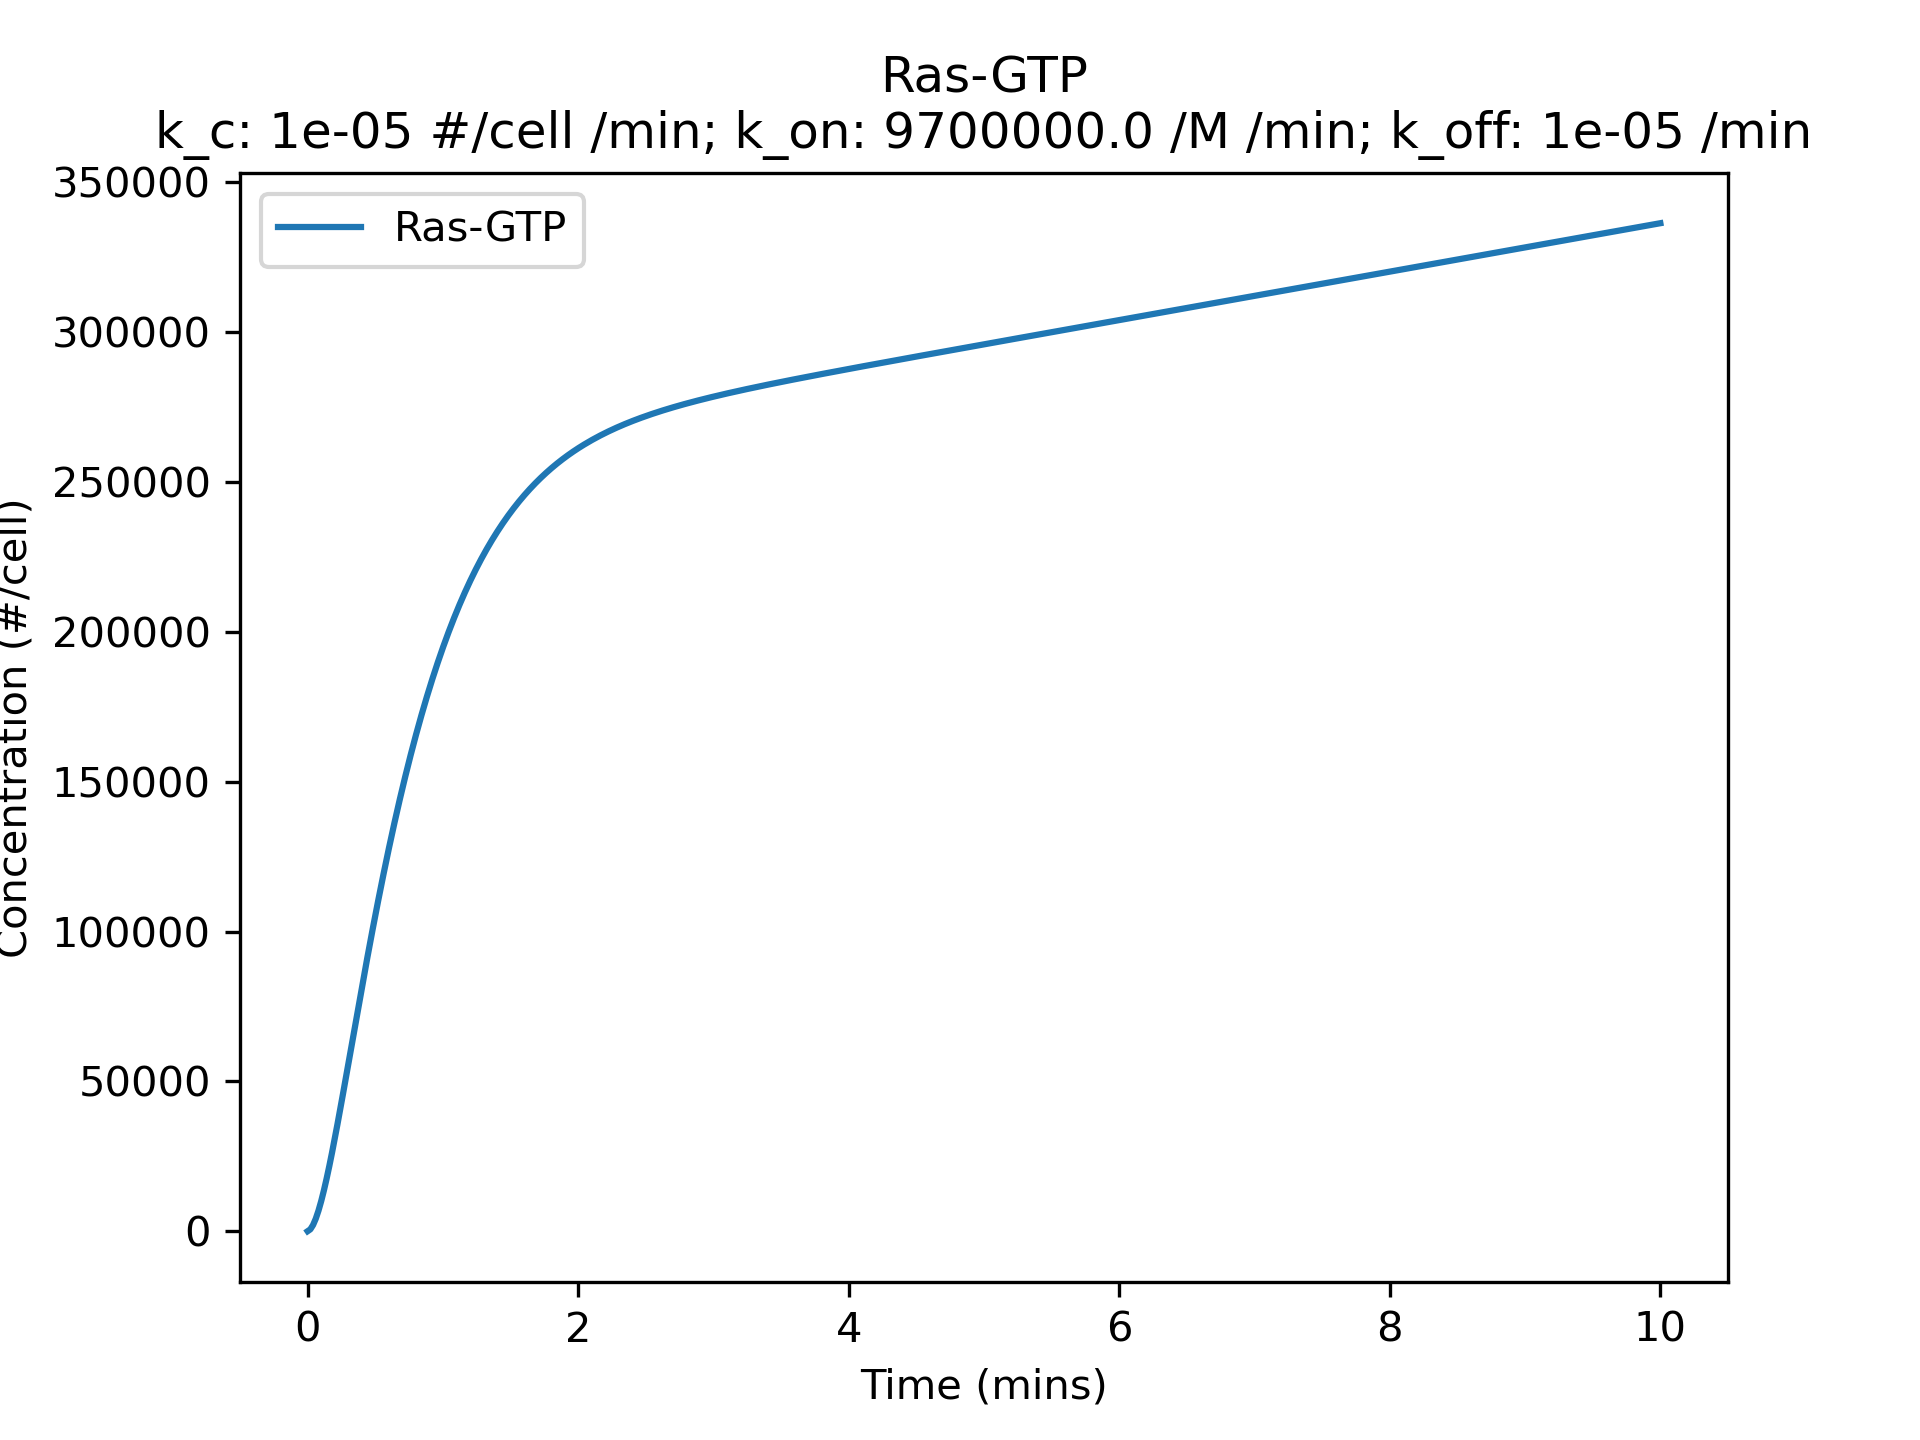 Ras-GTP
k_c: 1e-05 #/cell /min; k_on: 9700000.0 /M /min; k_off: 1e-05 /min
350000
300000
250000
200000
150000
100000
50000
0
Concentration (#/cell)
Ras-GTP
0 2 4 6 8 10
Time (mins)